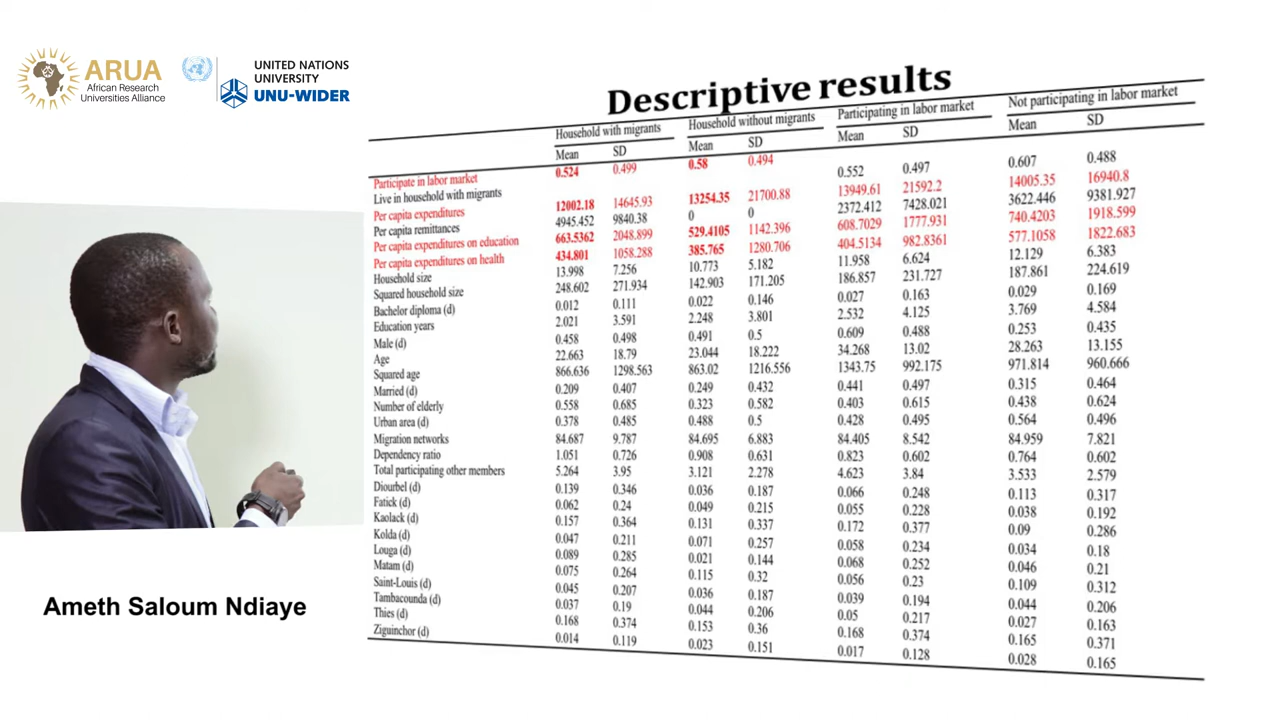 ARUA
African Research
Universities Alliance
UNITED NATIONS
UNIVERSITY
UNU-WIDER
Descriptive results
Household with migrants Household without migrants Participating in labor market Not participating in labor market
Mean SD Mean SD Mean SD Mean SD
Participate in labor market 0.524 0.499 0.58 0.494
Live in household with migrants 0.552 0.497 0.607 0.488
Per capita expenditures 12002.18 14645.93 13254.35 21700.88 13949.61 21592.2 14005.35 16940.8
Per capita remittances 4945.452 9840.38 0 0 2372.412 7428.021 3622.446 9381.927
Per capita expenditures on education 663.5362 2048.899 529.4105 1142.396 608.7029 1777.931 740.4203 1918.599
Per capita expenditures on health 434.801 1058.288 385.765 1280.706 404.5134 982.8361 577.1058 1822.683
Household size 13.998 7.256 10.773 5.182 11.958 6.624 12.129 6.383
Squared household size 248.602 271.934 142.903 171.205 186.857 231.727 187.861 224.619
Bachelor diploma (d) 0.012 0.111 0.022 0.146 0.027 0.163 0.029 0.169
Education years 2.021 3.591 2.248 3.801 2.532 4.125 3.769 4.584
Male (d) 0.458 0.498 0.491 0.5 0.609 0.488 0.253 0.435
Age 22.663 18.79 23.044 18.222 34.268 13.02 28.263 13.155
Squared age 866.636 1298.563 863.02 1216.556 1343.75 992.175 971.814 960.666
Married (d) 0.209 0.407 0.249 0.432 0.441 0.497 0.315 0.464
Number of elderly 0.558 0.685 0.323 0.582 0.403 0.615 0.438 0.624
Urban area (d) 0.378 0.485 0.488 0.5 0.428 0.495 0.564 0.496
Migration networks 84.687 9.787 84.695 6.883 84.405 8.542 84.959 7.821
Dependency ratio 1.051 0.726 0.908 0.631 0.823 0.602 0.764 0.602
Total participating other members 5.264 3.95 3.121 2.278 4.623 3.84 3.533 2.579
Diourbel (d) 0.139 0.346 0.036 0.187 0.066 0.248 0.113 0.317
Fatick (d) 0.062 0.24 0.049 0.215 0.055 0.228 0.038 0.192
Kaolack (d) 0.157 0.364 0.131 0.337 0.172 0.377 0.09 0.286
Kolda (d) 0.047 0.211 0.071 0.257 0.058 0.234 0.034 0.18
Louga (d) 0.089 0.285 0.021 0.144 0.068 0.252 0.046 0.21
Matam (d) 0.075 0.264 0.115 0.32 0.056 0.23 0.109 0.312
Saint-Louis (d) 0.045 0.207 0.036 0.187 0.039 0.194 0.044 0.206
Tambacounda (d) 0.037 0.19 0.044 0.206 0.05 0.217 0.027 0.163
Thies (d) 0.168 0.374 0.153 0.36 0.168 0.374 0.165 0.371
Ziguinchor (d) 0.014 0.119 0.023 0.151 0.017 0.128 0.028 0.165
Ameth Saloum Ndiaye